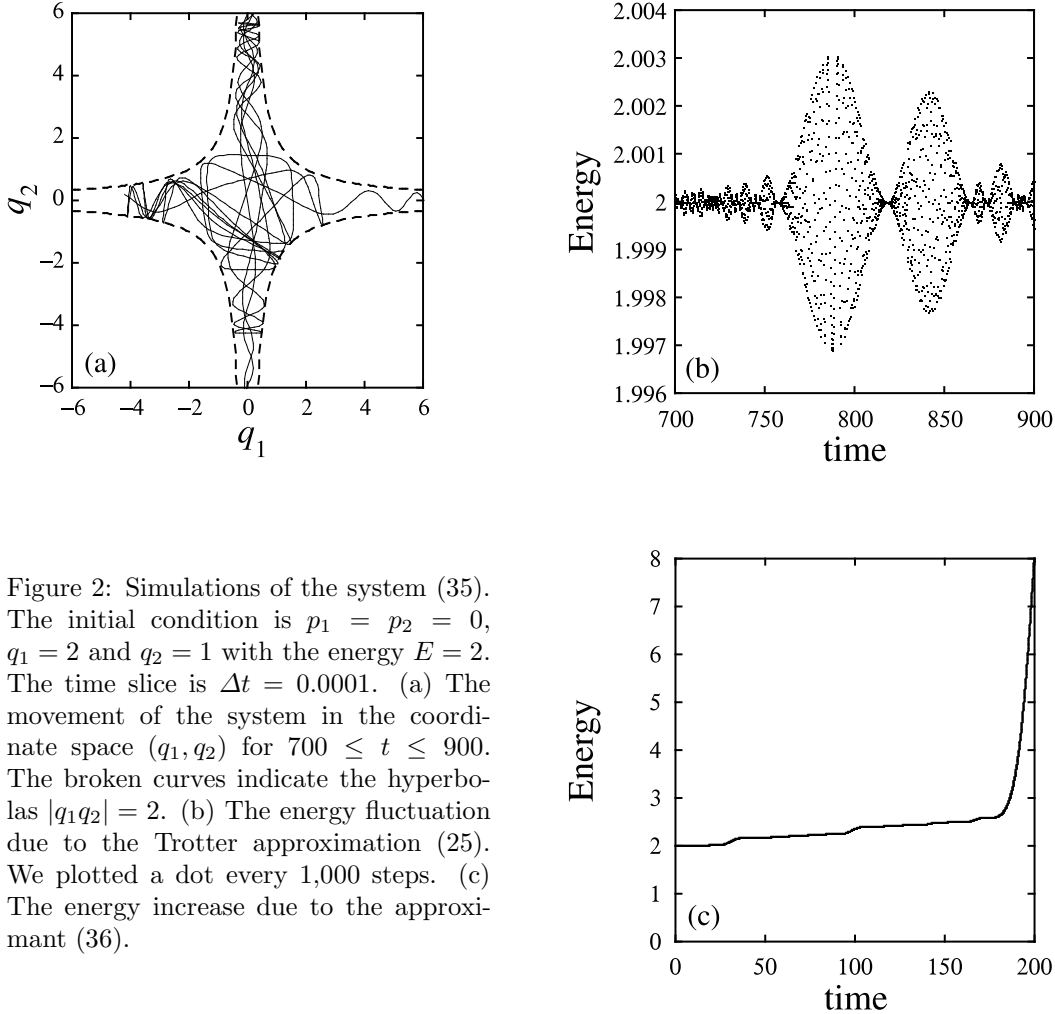 6
4
2
0
−2
−4
−6
q2
(a)
−6 −4 −2 0 2 4 6
q1
2.004
2.003
2.002
2.001
2
1.999
1.998
1.997
1.996
Energy
(b)
700 750 800 850 900
time
Figure 2: Simulations of the system (35).
The initial condition is p1 = p2 = 0,
q1 = 2 and q2 = 1 with the energy E = 2.
The time slice is Δt = 0.0001. (a) The
movement of the system in the coordi-
nate space (q1, q2) for 700 ≤ t ≤ 900.
The broken curves indicate the hyperbo-
las |q1q2| = 2. (b) The energy fluctuation
due to the Trotter approximation (25).
We plotted a dot every 1,000 steps. (c)
The energy increase due to the approxi-
mant (36).
8
7
6
5
4
3
2
1
0
Energy
(c)
0 50 100 150 200
time